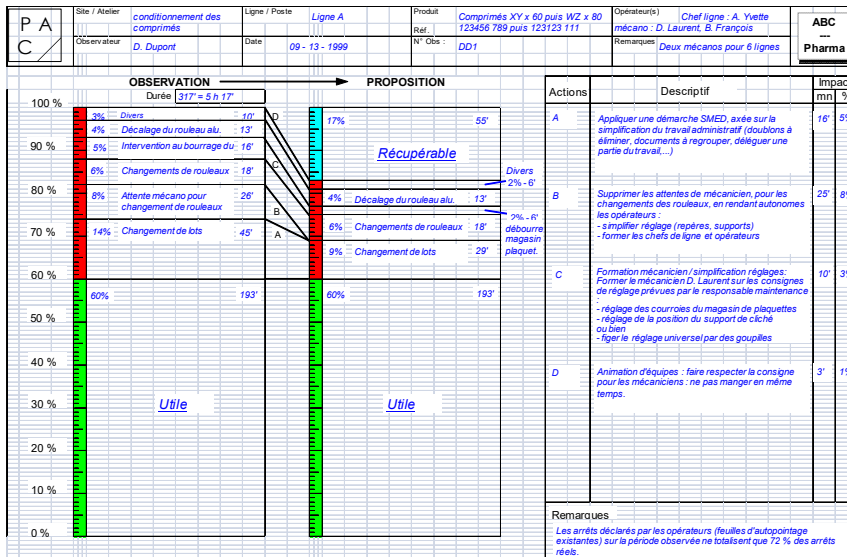 P A
C
Site / Atelier
conditionnement des
comprimés
Ligne / Poste
Ligne A
Produit
Comprimés XY x 60 puis WZ x 80
Réf.
123456 789 puis 123123 111
Opérateur(s)
Chef ligne : A. Yvette
mécano : D. Laurent, B. François
Observateur
D. Dupont
Date
09 - 13 - 1999
N° Obs :
DD1
Remarques
Deux mécanos pour 6 lignes
ABC
---
Pharma
OBSERVATION
PROPOSITION
Durée
317' = 5 h 17'
100 %
90 %
80 %
70 %
60 %
50 %
40 %
30 %
20 %
10 %
0 %
3% Divers 10'
4% Décalage du rouleau alu. 13'
5% Intervention au bourrage du 16'
6% Changements de rouleaux 18'
8% Attente mécano pour
changement de rouleaux
26'
14% Changement de lots 45'
60% 193'
Utile
D
C
B
A
17% 55'
Récupérable
Divers
2% - 6'
4% Décalage du rouleau alu. 13'
2% - 6'
débourre
magasin
plaquet.
6% Changements de rouleaux 18'
9% Changement de lots 29'
60% 193'
Utile
Actions
Descriptif
Impac
mn %
A
Appliquer une démarche SMED, axée sur la
simplification du travail administratif (doublons à
éliminer, documents à regrouper, déléguer une
partie du travail,...)
16' 5%
B
Supprimer les attentes de mécanicien, pour les
changements des rouleaux, en rendant autonomes
les opérateurs :
- simplifier réglage (repères, supports)
- former les chefs de ligne et opérateurs
25' 8%
C
Formation mécanicien / simplification réglages:
Former le mécanicien D. Laurent sur les consignes
de réglage prévues par le responsable maintenance
:
- réglage des courroies du magasin de plaquettes
- réglage de la position du support de cliché
ou bien
- figer le réglage universel par des goupilles
10' 3%
D
Animation d'équipes : faire respecter la consigne
pour les mécaniciens : ne pas manger en même
temps.
3' 1%
Remarques
Les arrêts déclarés par les opérateurs (feuilles d'autopointage
existantes) sur la période observée ne totalisent que 72 % des arrêts
réels.